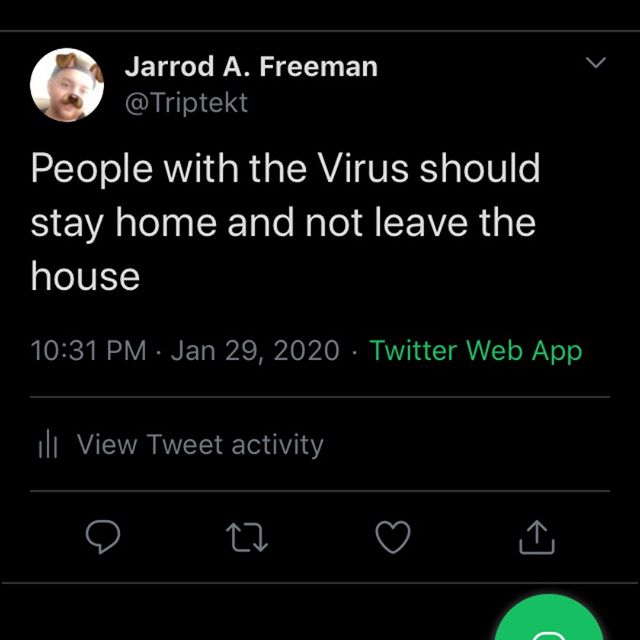 Jarrod A. Freeman
@Triptekt
People with the Virus should
stay home and not leave the
house
10:31 PM · Jan 29, 2020 · Twitter Web App
View Tweet activity